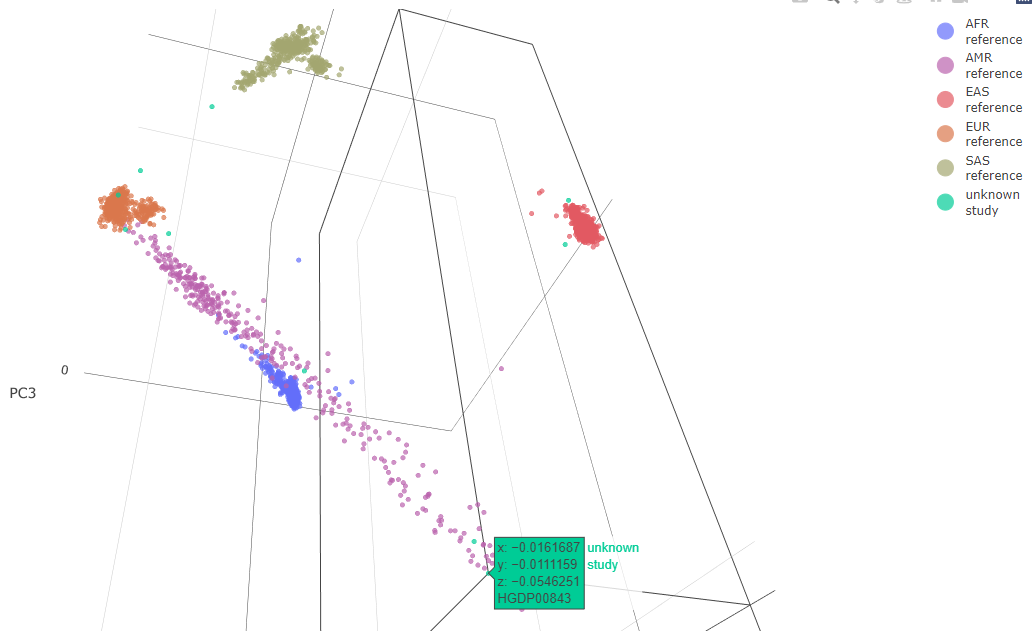 AFR
reference
AMR
reference
EAS
reference
EUR
reference
SAS
reference
unknown
study
0
PC3
x: −0.0161687
y: −0.0111159
z: −0.0546251
HGDP00843
unknown
study